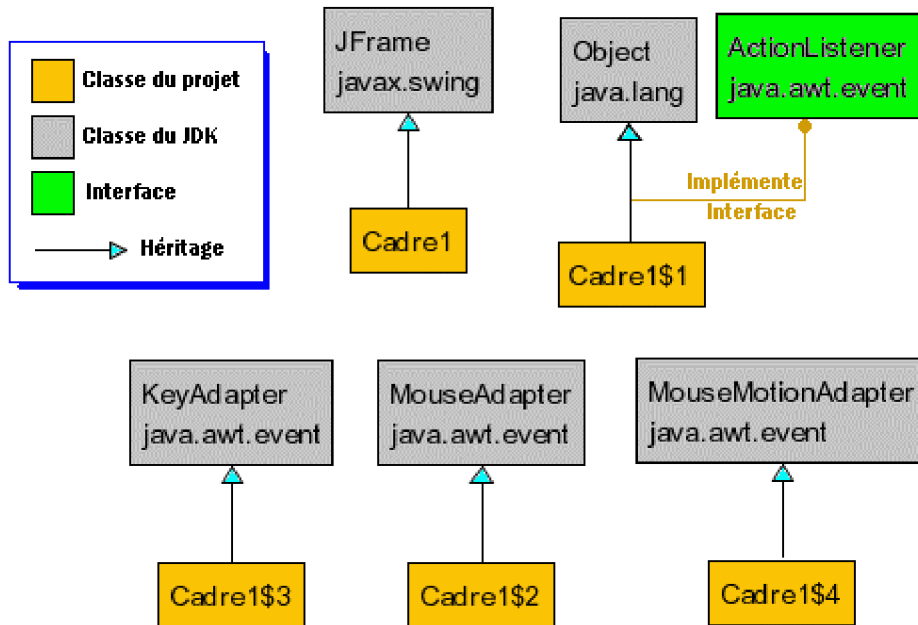 Classe du projet
Classe du JDK
Interface
Héritage
JFrame
javax.swing
Object
java.lang
ActionListener
java.awt.event
Implémente
Interface
Cadre1
Cadre1$1
KeyAdapter
java.awt.event
MouseAdapter
java.awt.event
MouseMotionAdapter
java.awt.event
Cadre1$3
Cadre1$2
Cadre1$4